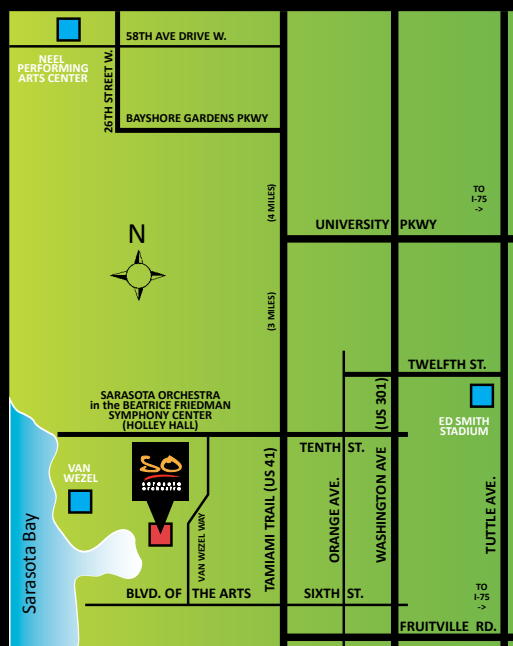 58TH AVE DRIVE W.
NEEL
PERFORMING
ARTS CENTER
26TH STREET W.
BAYSHORE GARDENS PKWY
(4 MILES)
TO
I-75
->
UNIVERSITY PKWY
N
(3 MILES)
TWELFTH ST.
SARASOTA ORCHESTRA
in the BEATRICE FRIEDMAN
SYMPHONY CENTER
(HOLLEY HALL)
(US 301)
ED SMITH
STADIUM
TENTH ST.
VAN
WEZEL
SO
sarasota
orchestra
TAMIAMI TRAIL (US 41)
ORANGE AVE.
WASHINGTON AVE
TUTTLE AVE.
VAN WEZEL WAY
Sarasota Bay
BLVD. OF THE ARTS
SIXTH ST.
TO
I-75
->
FRUITVILLE RD.